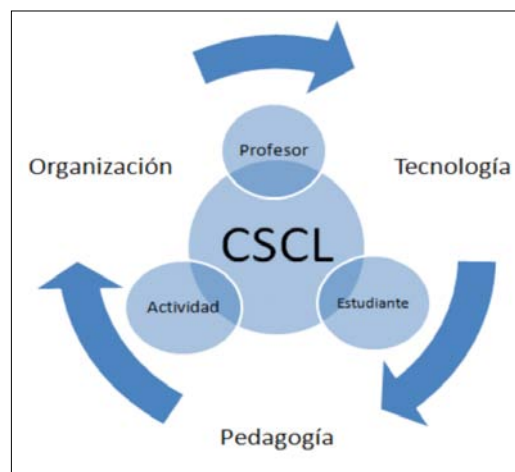 Profesor
Organización
Tecnología
CSCL
Actividad
Estudiante
Pedagogía